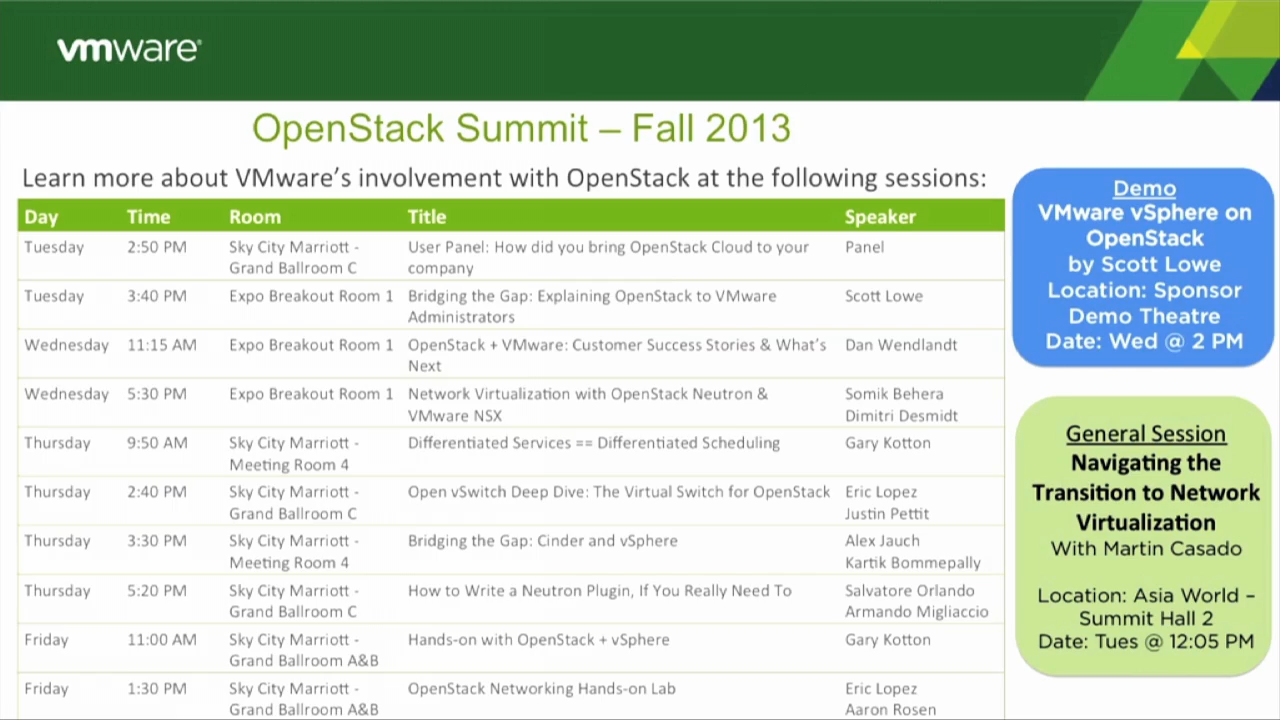 vmware®
OpenStack Summit – Fall 2013
Learn more about VMware's involvement with OpenStack at the following sessions:
Day Time Room Title Speaker
Tuesday 2:50 PM Sky City Marriott - User Panel: How did you bring OpenStack Cloud to your Panel
Grand Ballroom C company
Tuesday 3:40 PM Expo Breakout Room 1 Bridging the Gap: Explaining OpenStack to VMware Scott Lowe
Administrators
Wednesday 11:15 AM Expo Breakout Room 1 OpenStack + VMware: Customer Success Stories & What's Dan Wendlandt
Next
Wednesday 5:30 PM Expo Breakout Room 1 Network Virtualization with OpenStack Neutron & Somik Behera
VMware NSX Dimitri Desmidt
Thursday 9:50 AM Sky City Marriott - Differentiated Services == Differentiated Scheduling Gary Kotton
Meeting Room 4
Thursday 2:40 PM Sky City Marriott - Open vSwitch Deep Dive: The Virtual Switch for OpenStack Eric Lopez
Grand Ballroom C Justin Pettit
Thursday 3:30 PM Sky City Marriott - Bridging the Gap: Cinder and vSphere Alex Jauch
Meeting Room 4 Kartik Bommepally
Thursday 5:20 PM Sky City Marriott - How to Write a Neutron Plugin, If You Really Need To Salvatore Orlando
Grand Ballroom C Armando Migliaccio
Friday 11:00 AM Sky City Marriott - Hands-on with OpenStack + vSphere Gary Kotton
Grand Ballroom A&B
Friday 1:30 PM Sky City Marriott - OpenStack Networking Hands-on Lab Eric Lopez
Grand Ballroom A&B Aaron Rosen
Demo
VMware vSphere on
OpenStack
by Scott Lowe
Location: Sponsor
Demo Theatre
Date: Wed @ 2 PM
General Session
Navigating the
Transition to Network
Virtualization
With Martin Casado
Location: Asia World –
Summit Hall 2
Date: Tues @ 12:05 PM